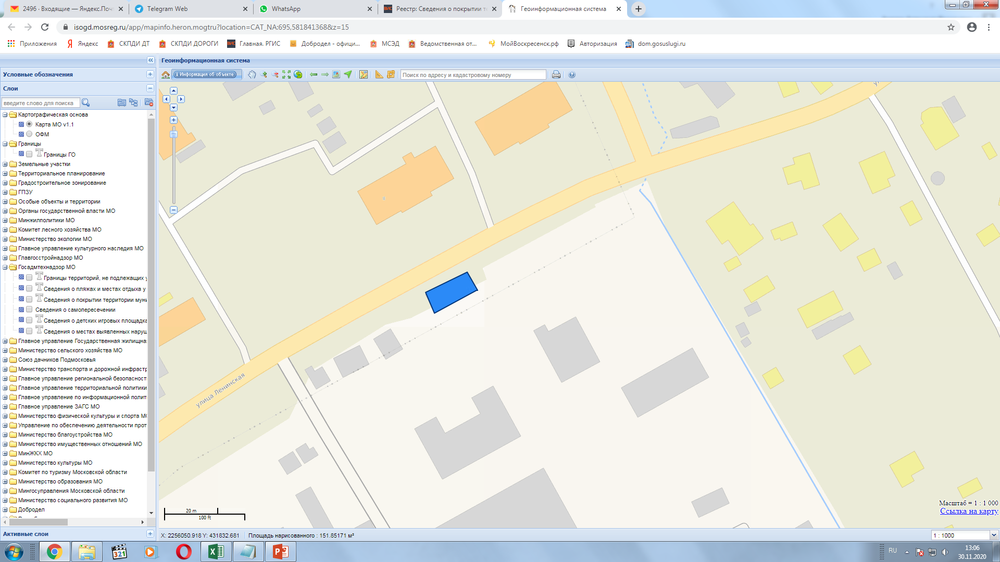 2496 · Входящие — Яндекс.Поч
Telegram Web
WhatsApp
Реестр: Сведения о покрытии т
Геоинформационная система
isogd.mosreg.ru/app/mapinfo.heron.mogtru?location=CAT_NA:695,581841368&z=15
Приложения
Яндекс
СКПДИ ДТ
СКПДИ ДОРОГИ
Главная. РГИС
Добродел - офици...
МСЭД
Ведомственная от...
МойВоскресенск.рф
Авторизация
dom.gosuslugi.ru
Геоинформационная система
Условные обозначения
Информация об объекте
Поиск по адресу и кадастровому номеру
Слои
введите слово для поиска
Картографическая основа
Карта МО v1.1
ОФМ
Границы
Границы ГО
Земельные участки
Территориальное планирование
Градостроительное зонирование
ГПЗУ
Особые объекты и территории
Органы государственной власти МО
Минжилполитики МО
Комитет лесного хозяйства МО
Министерство экологии МО
Главное управление культурного наследия МО
Главгосстройнадзор МО
Госадмтехнадзор МО
Границы территорий, не подлежащих у
Сведения о пляжах и местах отдыха у
Сведения о покрытии территории муни
Сведения о самопересечении
Сведения о детских игровых площадка
Сведения о местах выявленных наруш
Главное управление Государственная жилищна
Министерство сельского хозяйства МО
Союз дачников Подмосковья
Министерство транспорта и дорожной инфрастр
Главное управление региональной безопасност
Главное управление территориальной политики
Главное управление по информационной полит
Главное управление ЗАГС МО
Министерство физической культуры и спорта МО
Управление по обеспечению деятельности прот
Министерство благоустройства МО
Министерство имущественных отношений МО
МинЖКХ МО
Министерство культуры МО
Комитет по туризму Московской области
Министерство образования МО
Мингосуправления Московской области
Министерство социального развития МО
Добродел
Активные слои
8
улица Ленинская
20 m
100 ft
Масштаб = 1 : 1 000
Ссылка на карту
X: 2256050.918 Y: 431832.681
Площадь нарисованного : 151.85171 м²
1 : 1000
321
RU
13:06
30.11.2020